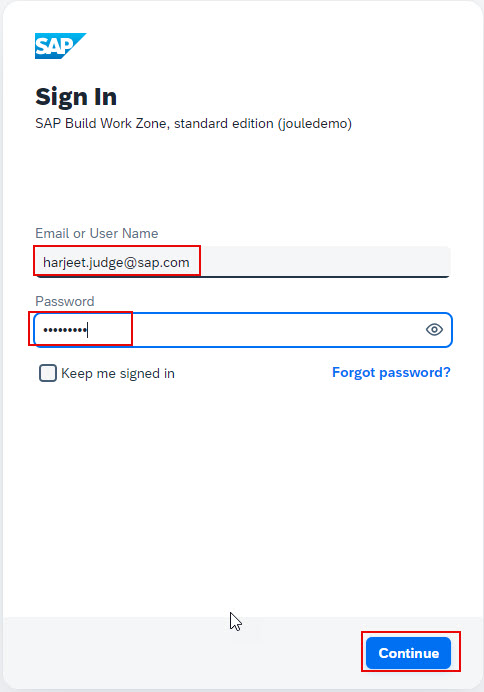 SAP
Sign In
SAP Build Work Zone, standard edition (jouledemo)
Email or User Name
harjeet.judge@sap.com
Password
•••••••••
Keep me signed in
Forgot password?
Continue